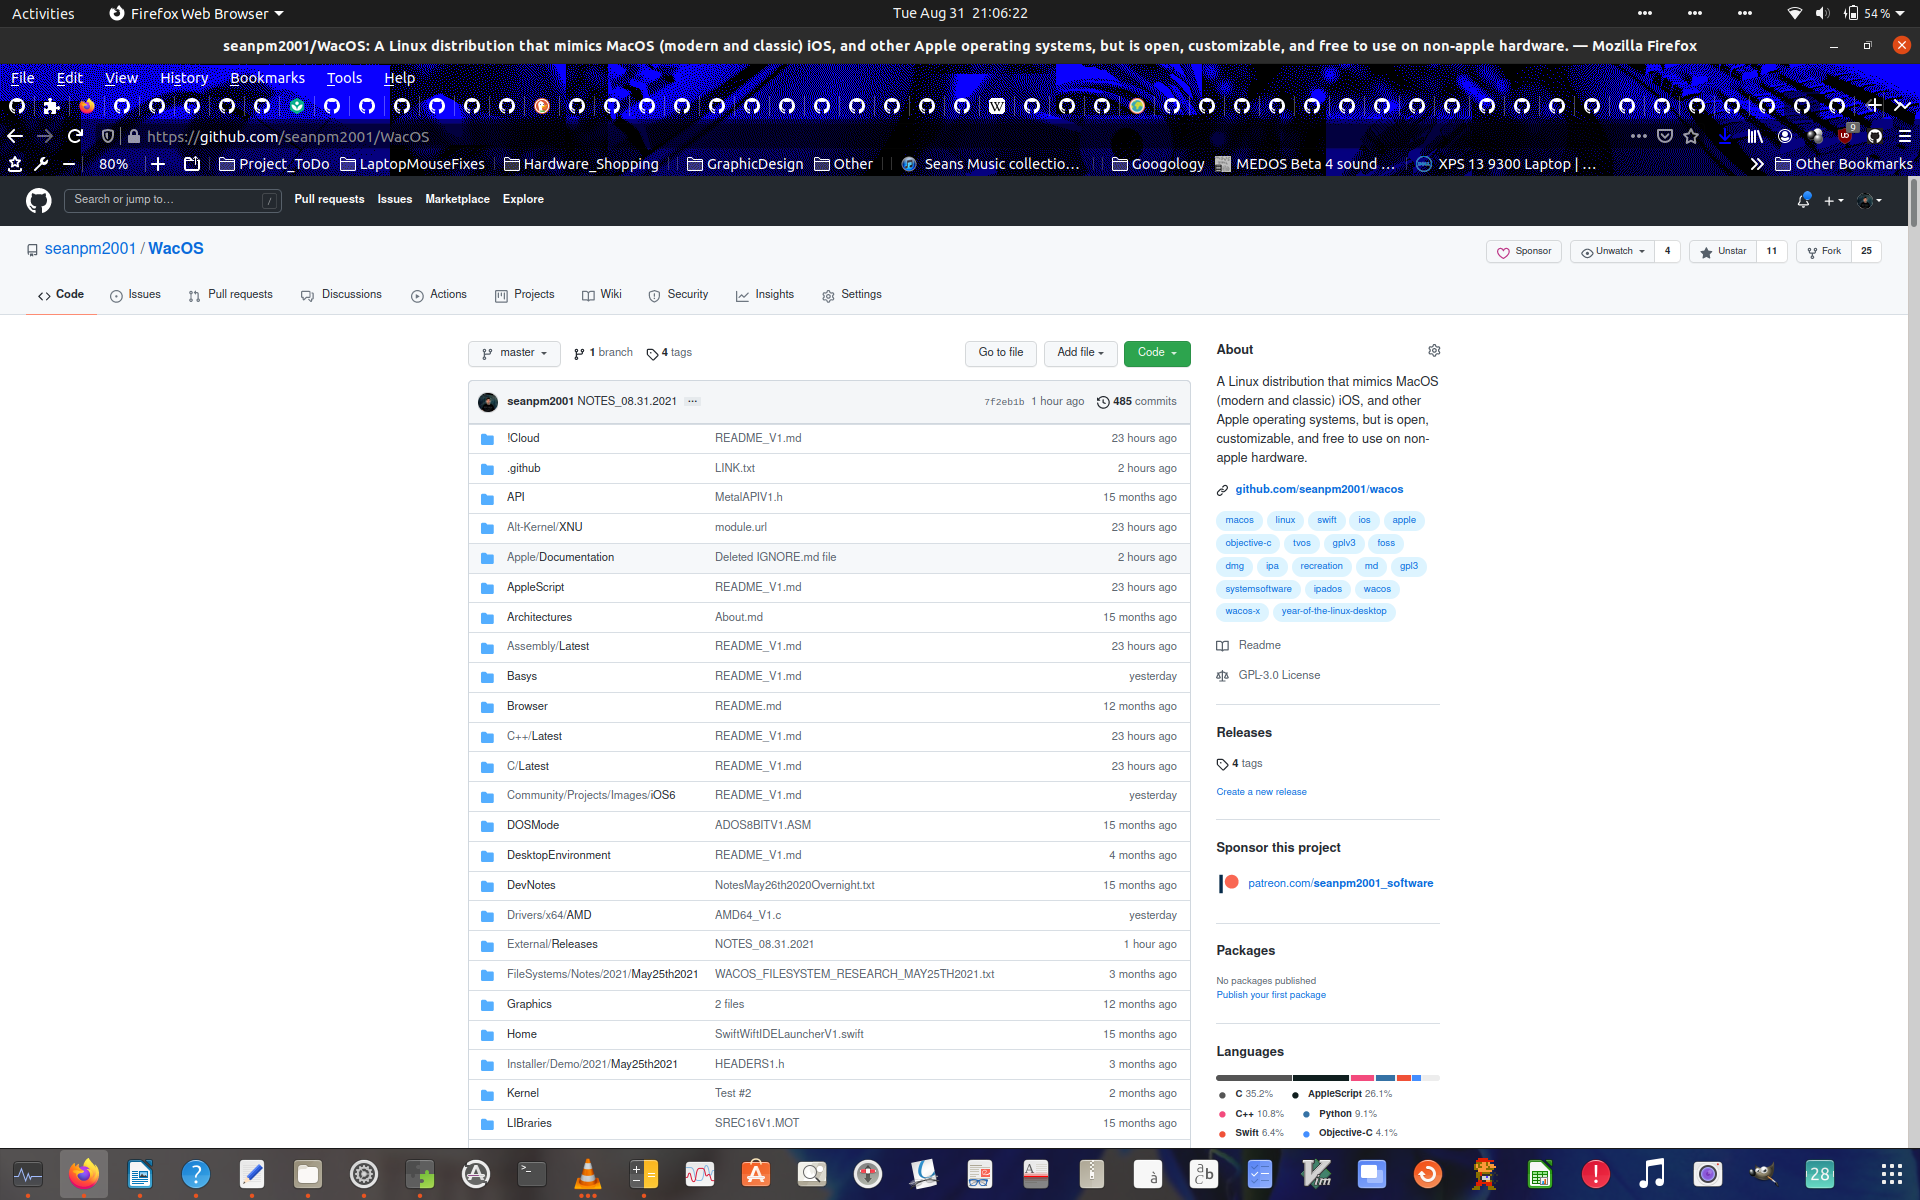 Activities
Firefox Web Browser
Tue Aug 31 21:06:22
54 %
seanpm2001/WacOS: A Linux distribution that mimics MacOS (modern and classic) iOS, and other Apple operating systems, but is open, customizable, and free to use on non-apple hardware. — Mozilla Firefox
File Edit View History Bookmarks Tools Help
https://github.com/seanpm2001/WacOS
9
80%
Project_ToDo
LaptopMouseFixes
Hardware_Shopping
GraphicDesign
Other
Seans Music collectio…
Googology
MEDOS Beta 4 sound …
XPS 13 9300 Laptop | …
Other Bookmarks
Search or jump to… /
Pull requests Issues Marketplace Explore
seanpm2001 / WacOS
Sponsor
Unwatch 4
Unstar 11
Fork 25
Code
Issues
Pull requests
Discussions
Actions
Projects
Wiki
Security
Insights
Settings
master
1 branch
4 tags
Go to file
Add file
Code
seanpm2001 NOTES_08.31.2021 … 7f2eb1b 1 hour ago 485 commits
!Cloud README_V1.md 23 hours ago
.github LINK.txt 2 hours ago
API MetalAPIV1.h 15 months ago
Alt-Kernel/XNU module.url 23 hours ago
Apple/Documentation Deleted IGNORE.md file 2 hours ago
AppleScript README_V1.md 23 hours ago
Architectures About.md 15 months ago
Assembly/Latest README_V1.md 23 hours ago
Basys README_V1.md yesterday
Browser README.md 12 months ago
C++/Latest README_V1.md 23 hours ago
C/Latest README_V1.md 23 hours ago
Community/Projects/Images/iOS6 README_V1.md yesterday
DOSMode ADOS8BITV1.ASM 15 months ago
DesktopEnvironment README_V1.md 4 months ago
DevNotes NotesMay26th2020Overnight.txt 15 months ago
Drivers/x64/AMD AMD64_V1.c yesterday
External/Releases NOTES_08.31.2021 1 hour ago
FileSystems/Notes/2021/May25th2021 WACOS_FILESYSTEM_RESEARCH_MAY25TH2021.txt 3 months ago
Graphics 2 files 12 months ago
Home SwiftWiftIDELauncherV1.swift 15 months ago
Installer/Demo/2021/May25th2021 HEADERS1.h 3 months ago
Kernel Test #2 2 months ago
LIBraries SREC16V1.MOT 15 months ago
About
A Linux distribution that mimics MacOS
(modern and classic) iOS, and other
Apple operating systems, but is open,
customizable, and free to use on non-
apple hardware.
github.com/seanpm2001/wacos
macos linux swift ios apple
objective-c tvos gplv3 foss
dmg ipa recreation md gpl3
systemsoftware ipados wacos
wacos-x year-of-the-linux-desktop
Readme
GPL-3.0 License
Releases
4 tags
Create a new release
Sponsor this project
patreon.com/seanpm2001_software
Packages
No packages published
Publish your first package
Languages
C 35.2% AppleScript 26.1%
C++ 10.8% Python 9.1%
Swift 6.4% Objective-C 4.1%
28